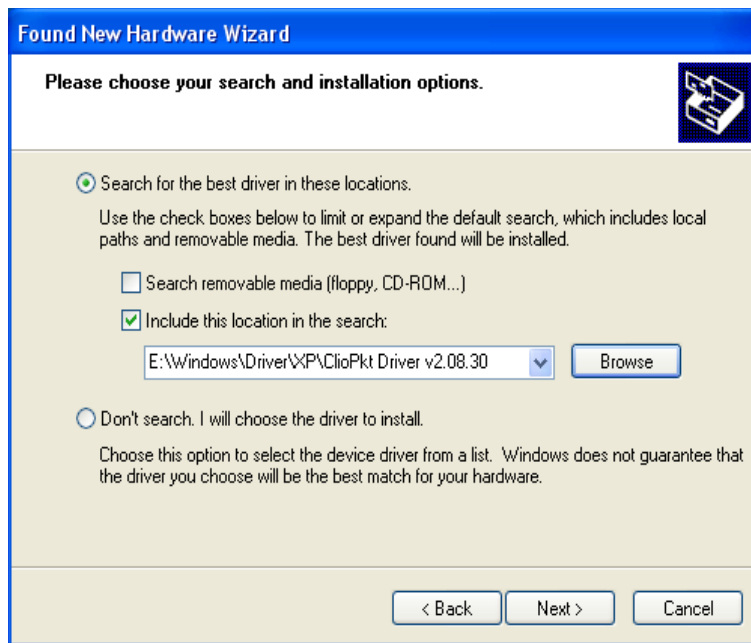 Found New Hardware Wizard
Please choose your search and installation options.
Search for the best driver in these locations.
Use the check boxes below to limit or expand the default search, which includes local
paths and removable media. The best driver found will be installed.
Search removable media (floppy, CD-ROM...)
Include this location in the search:
E:\Windows\Driver\XP\ClioPkt Driver v2.08.30
Browse
Don't search. I will choose the driver to install.
Choose this option to select the device driver from a list. Windows does not guarantee that
the driver you choose will be the best match for your hardware.
< Back Next > Cancel